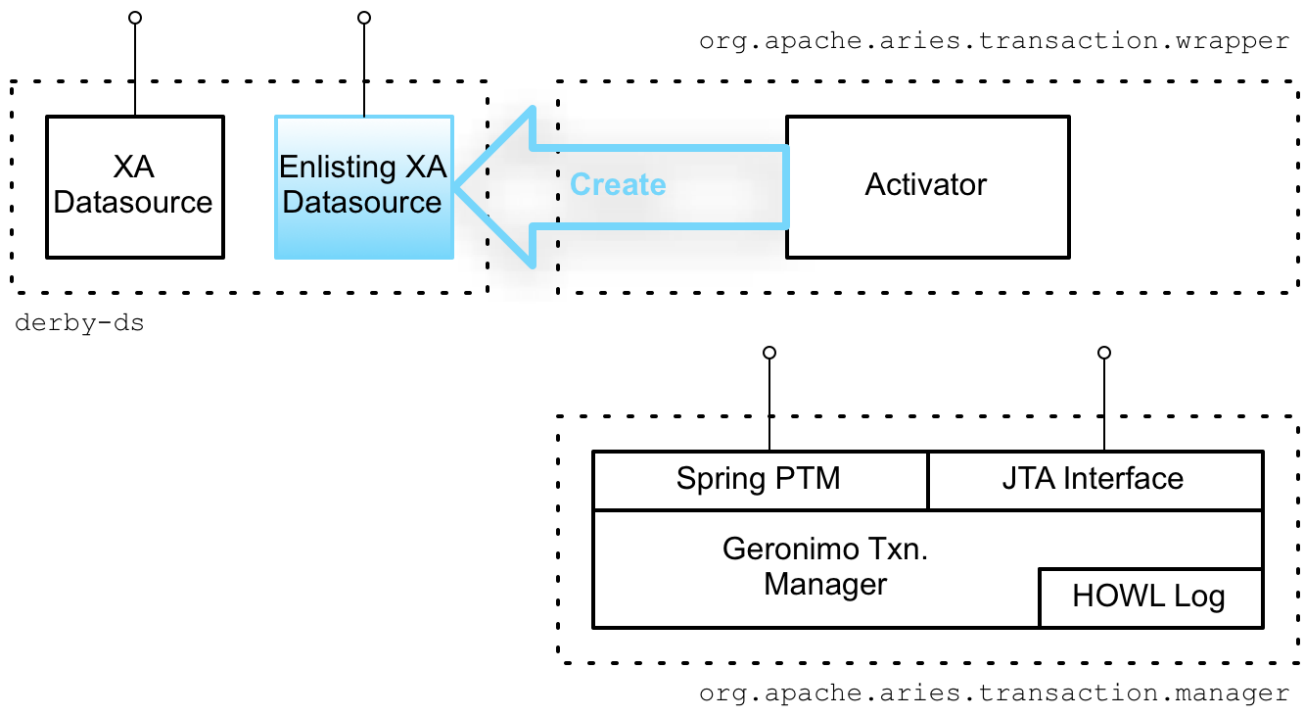 org.apache.aries.transaction.wrapper
XA
Datasource
Enlisting XA
Datasource
Create
Activator
derby-ds
Spring PTM
JTA Interface
Geronimo Txn.
Manager
HOWL Log
org.apache.aries.transaction.manager